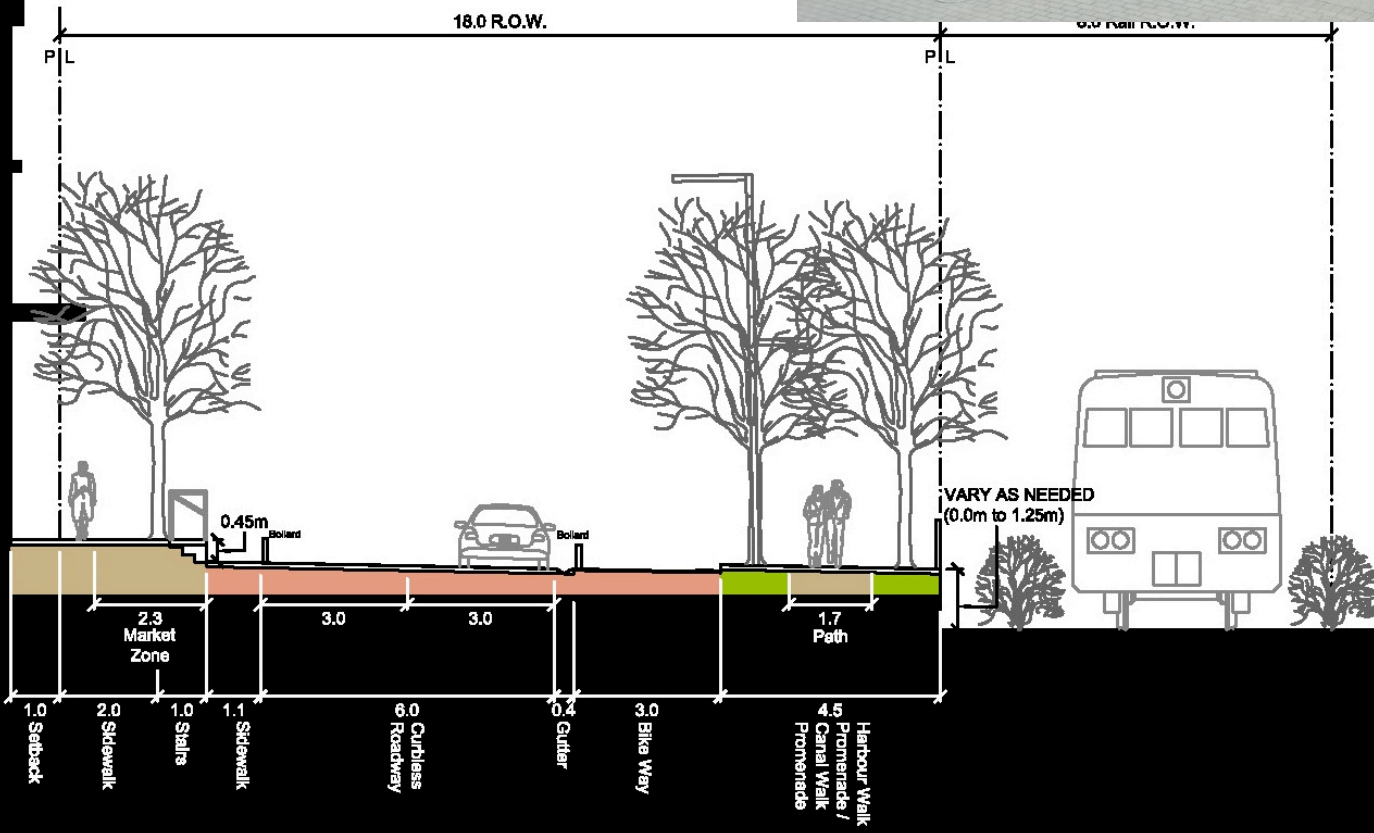 18.0 R.O.W.
Rail R.O.W.
P L
P L
VARY AS NEEDED
(0.0m to 1.25m)
0.45m
Bollard
Bollard
2.3
Market
Zone
3.0
3.0
1.7
Path
1.0
Setback
2.0
Sidewalk
1.0
Stairs
1.1
Sidewalk
6.0
Curbless
Roadway
0.4
Gutter
3.0
Bike Way
4.5
Harbour Walk
Promenade /
Canal Walk
Promenade